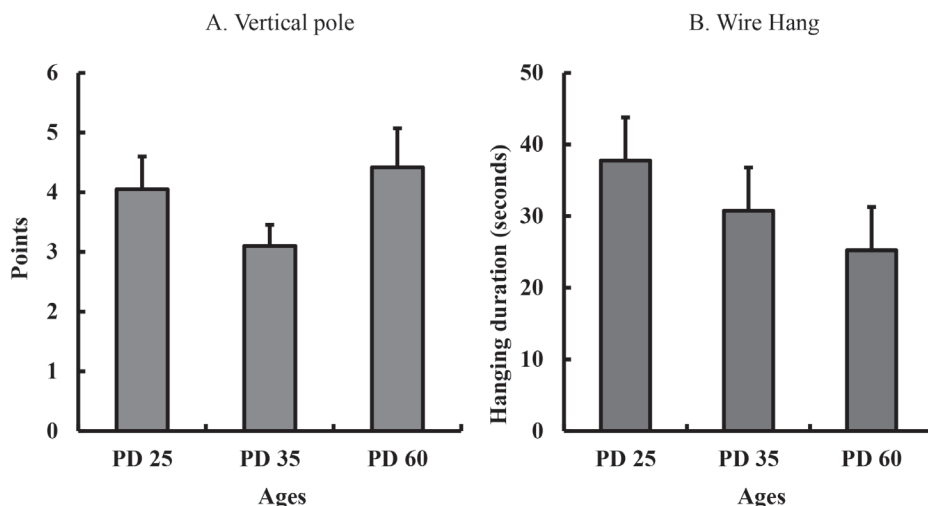 A. Vertical pole
6
5
4
3
2
1
0
Points
PD 25 PD 35 PD 60
Ages
B. Wire Hang
50
40
30
20
10
0
Hanging duration (seconds)
PD 25 PD 35 PD 60
Ages